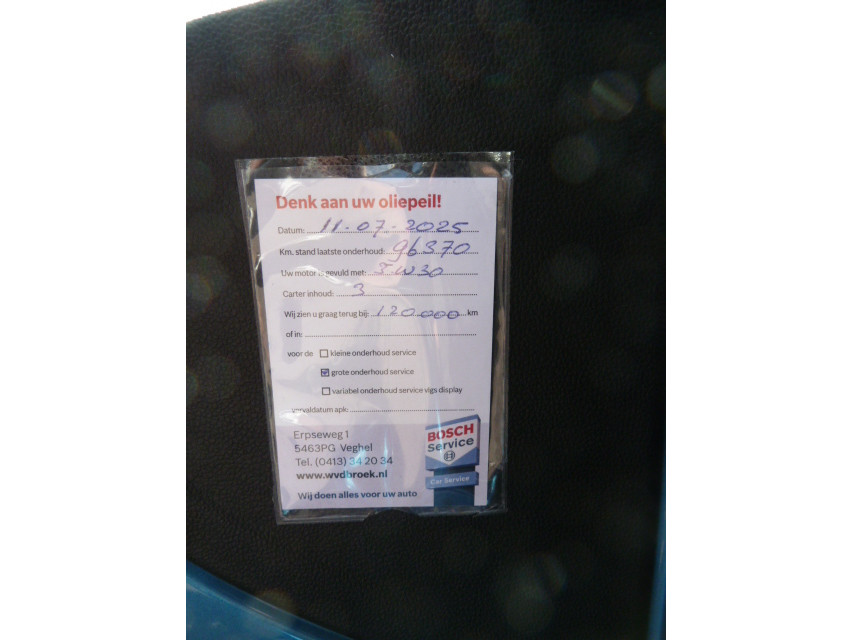 Denk aan uw oliepeil!
Datum: 11-07-2025
Km. stand laatste onderhoud: 96370
Uw motor is gevuld met: 5W30
Carter inhoud: 3
Wij zien u graag terug bij: 120.000 km
of in:
voor de kleine onderhoud service
grote onderhoud service
variabel onderhoud service vlgs display
vervaldatum apk:
Erpseweg 1
5463PG Veghel
Tel. (0413) 34 20 34
www.wvdbroek.nl
Wij doen alles voor uw auto
BOSCH
Service
Car Service